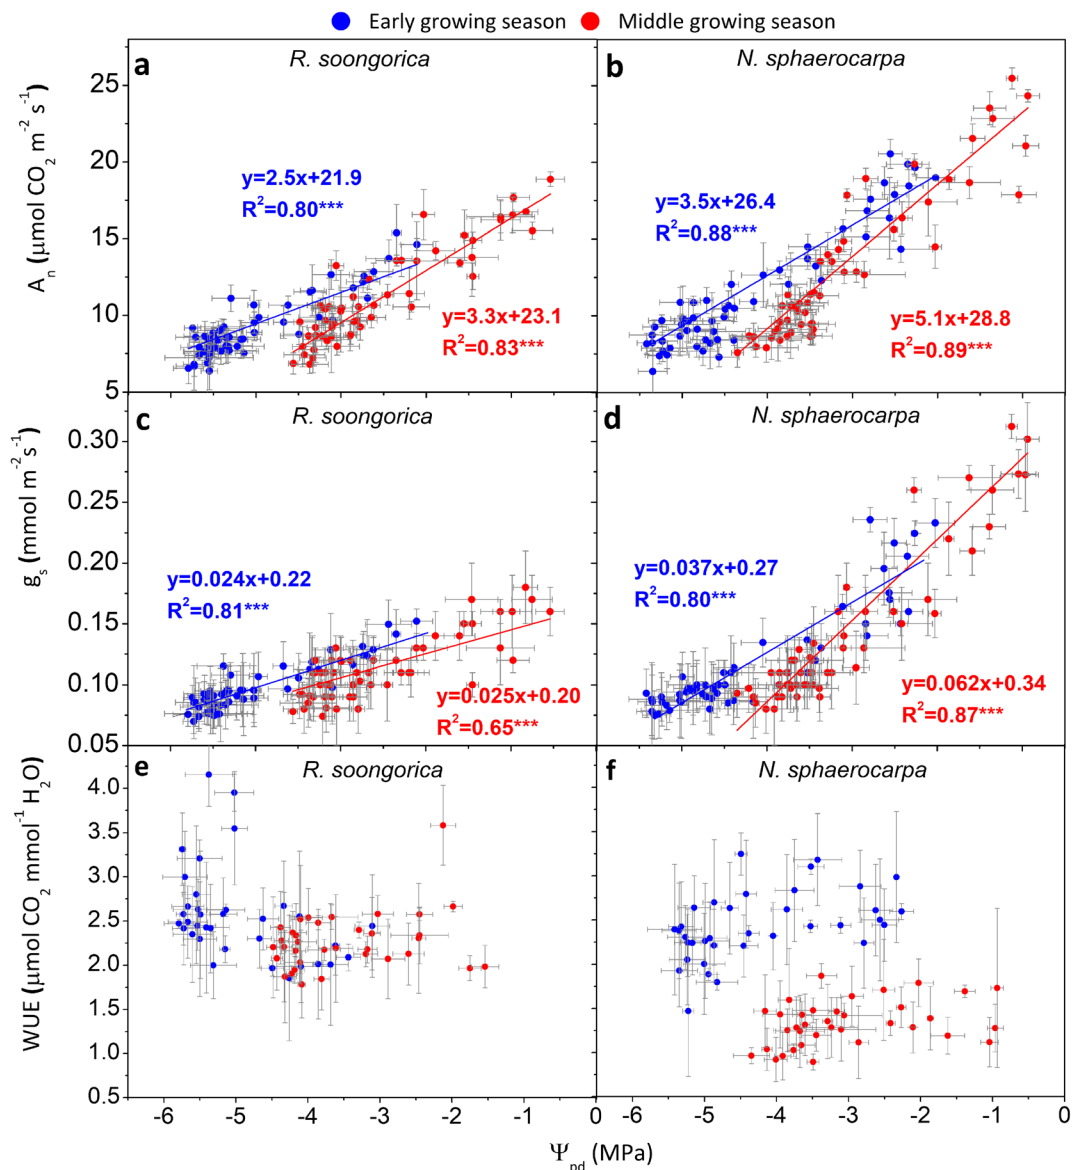 Early growing season Middle growing season
a R. soongorica
b N. sphaerocarpa
Aₙ (μmol CO₂ m⁻² s⁻¹)
25
20
15
10
5
y=2.5x+21.9
R²=0.80***
y=3.3x+23.1
R²=0.83***
y=3.5x+26.4
R²=0.88***
y=5.1x+28.8
R²=0.89***
c R. soongorica
d N. sphaerocarpa
gₛ (mmol m⁻² s⁻¹)
0.30
0.25
0.20
0.15
0.10
0.05
y=0.024x+0.22
R²=0.81***
y=0.025x+0.20
R²=0.65***
y=0.037x+0.27
R²=0.80***
y=0.062x+0.34
R²=0.87***
e R. soongorica
f N. sphaerocarpa
WUE (μmol CO₂ mmol⁻¹ H₂O)
4.0
3.5
3.0
2.5
2.0
1.5
1.0
0.5
-6 -5 -4 -3 -2 -1 0 -6 -5 -4 -3 -2 -1 0
Ψpd (MPa)